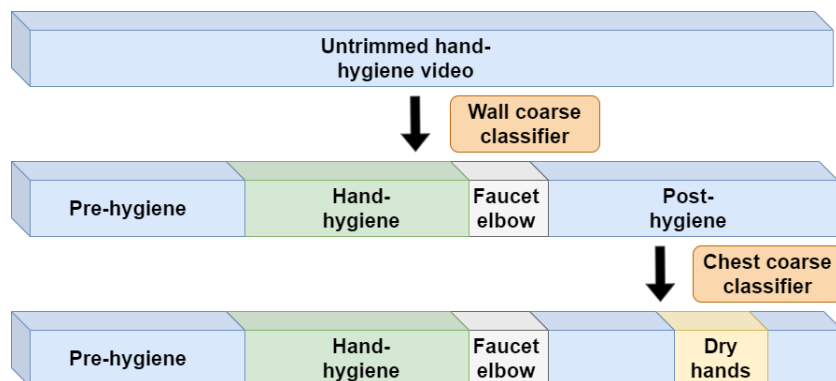 Untrimmed hand-
hygiene video
Wall coarse
classifier
Pre-hygiene
Hand-
hygiene
Faucet
elbow
Post-
hygiene
Chest coarse
classifier
Pre-hygiene
Hand-
hygiene
Faucet
elbow
Dry
hands